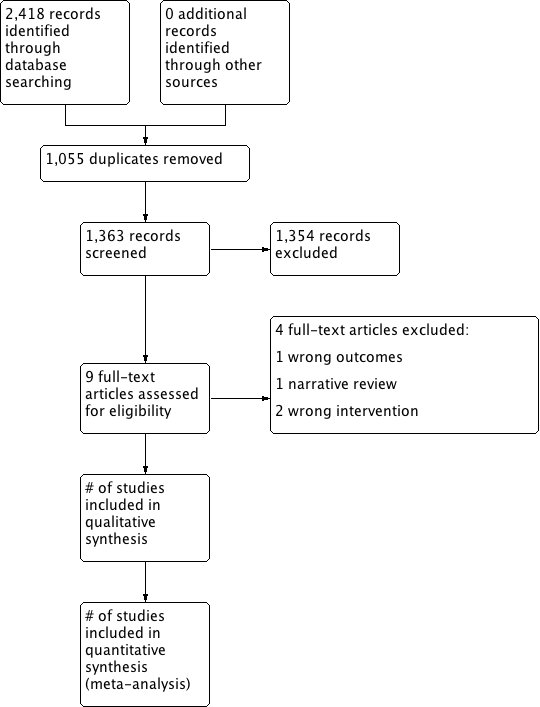 2,418 records
identified
through
database
searching
0 additional
records
identified
through other
sources
1,055 duplicates removed
1,363 records
screened
1,354 records
excluded
4 full-text articles excluded:
1 wrong outcomes
1 narrative review
2 wrong intervention
9 full-text
articles assessed
for eligibility
# of studies
included in
qualitative
synthesis
# of studies
included in
quantitative
synthesis
(meta-analysis)